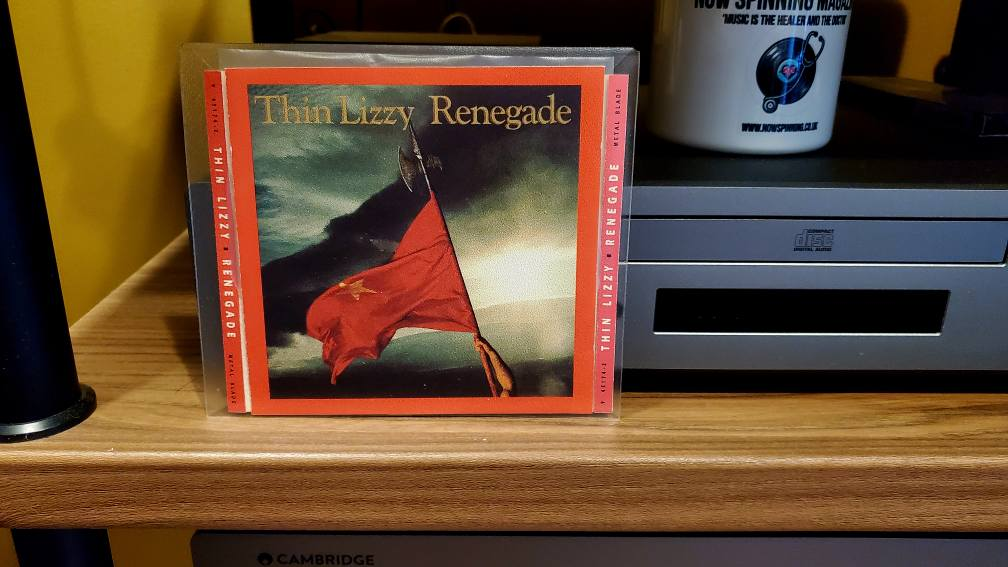 NOW SPINNING MAGAZ
"MUSIC IS THE HEALER AND THE DOCTOR"
WWW.NOWSPINNING.CO.UK
Thin Lizzy Renegade
THIN LIZZY ■ RENEGADE
METAL BLADE
THIN LIZZY ■ RENEGADE
METAL BLADE
COMPACT
disc
DIGITAL AUDIO
CAMBRIDGE